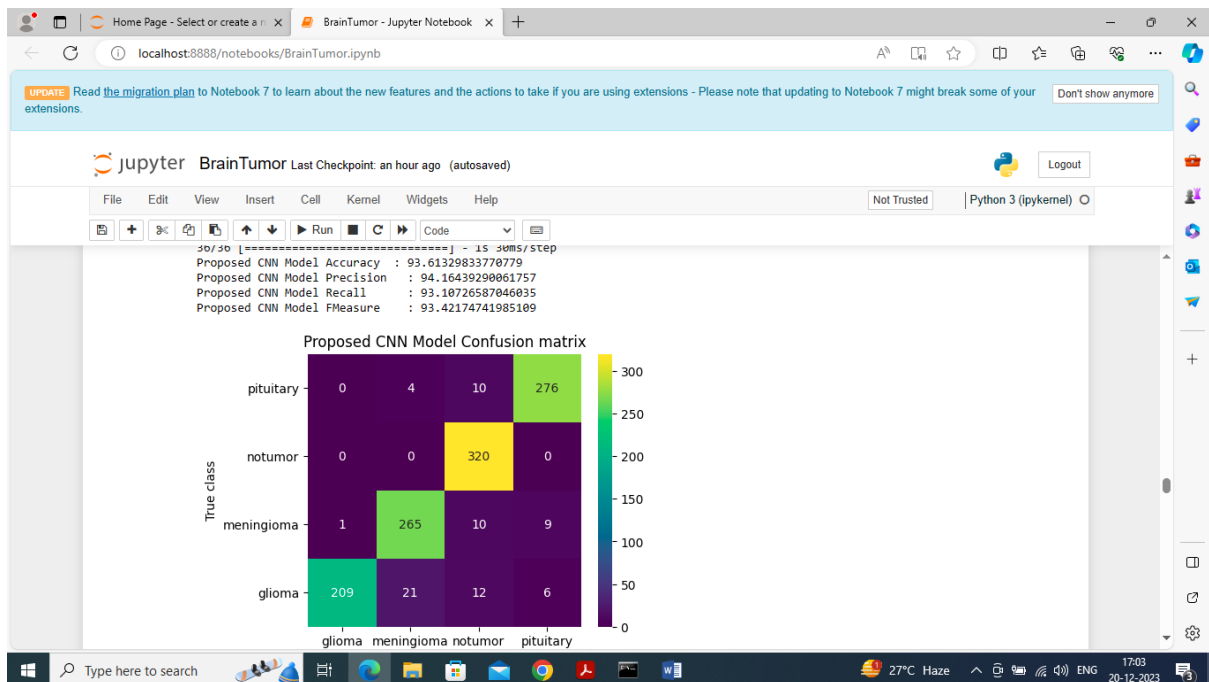 Home Page - Select or create a n
BrainTumor - Jupyter Notebook
localhost:8888/notebooks/BrainTumor.ipynb
UPDATE Read the migration plan to Notebook 7 to learn about the new features and the actions to take if you are using extensions - Please note that updating to Notebook 7 might break some of your
extensions.
Don't show anymore
jupyter BrainTumor Last Checkpoint: an hour ago (autosaved)
Logout
File Edit View Insert Cell Kernel Widgets Help
Not Trusted
Python 3 (ipykernel)
Run
Code
36/36 [==============================] - 1s 30ms/step
Proposed CNN Model Accuracy  : 93.61329833770779
Proposed CNN Model Precision   : 94.16439290061757
Proposed CNN Model Recall      : 93.10726587046035
Proposed CNN Model FMeasure    : 93.42174741985109
Proposed CNN Model Confusion matrix
pituitary 0 4 10 276
notumor 0 0 320 0
meningioma 1 265 10 9
glioma 209 21 12 6
glioma meningioma notumor pituitary
True class
300
250
200
150
100
50
0
Type here to search
27°C Haze
ENG
17:03
20-12-2023
3